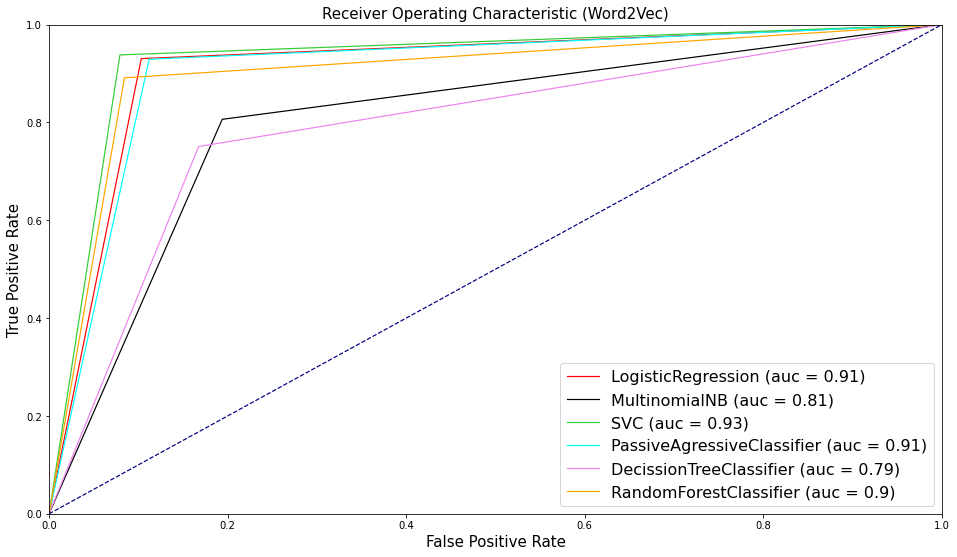 Receiver Operating Characteristic (Word2Vec)
1.0
0.8
0.6
0.4
0.2
0.0
True Positive Rate
LogisticRegression (auc = 0.91)
MultinomialNB (auc = 0.81)
SVC (auc = 0.93)
PassiveAgressiveClassifier (auc = 0.91)
DecissionTreeClassifier (auc = 0.79)
RandomForestClassifier (auc = 0.9)
0.0 0.2 0.4 0.6 0.8 1.0
False Positive Rate